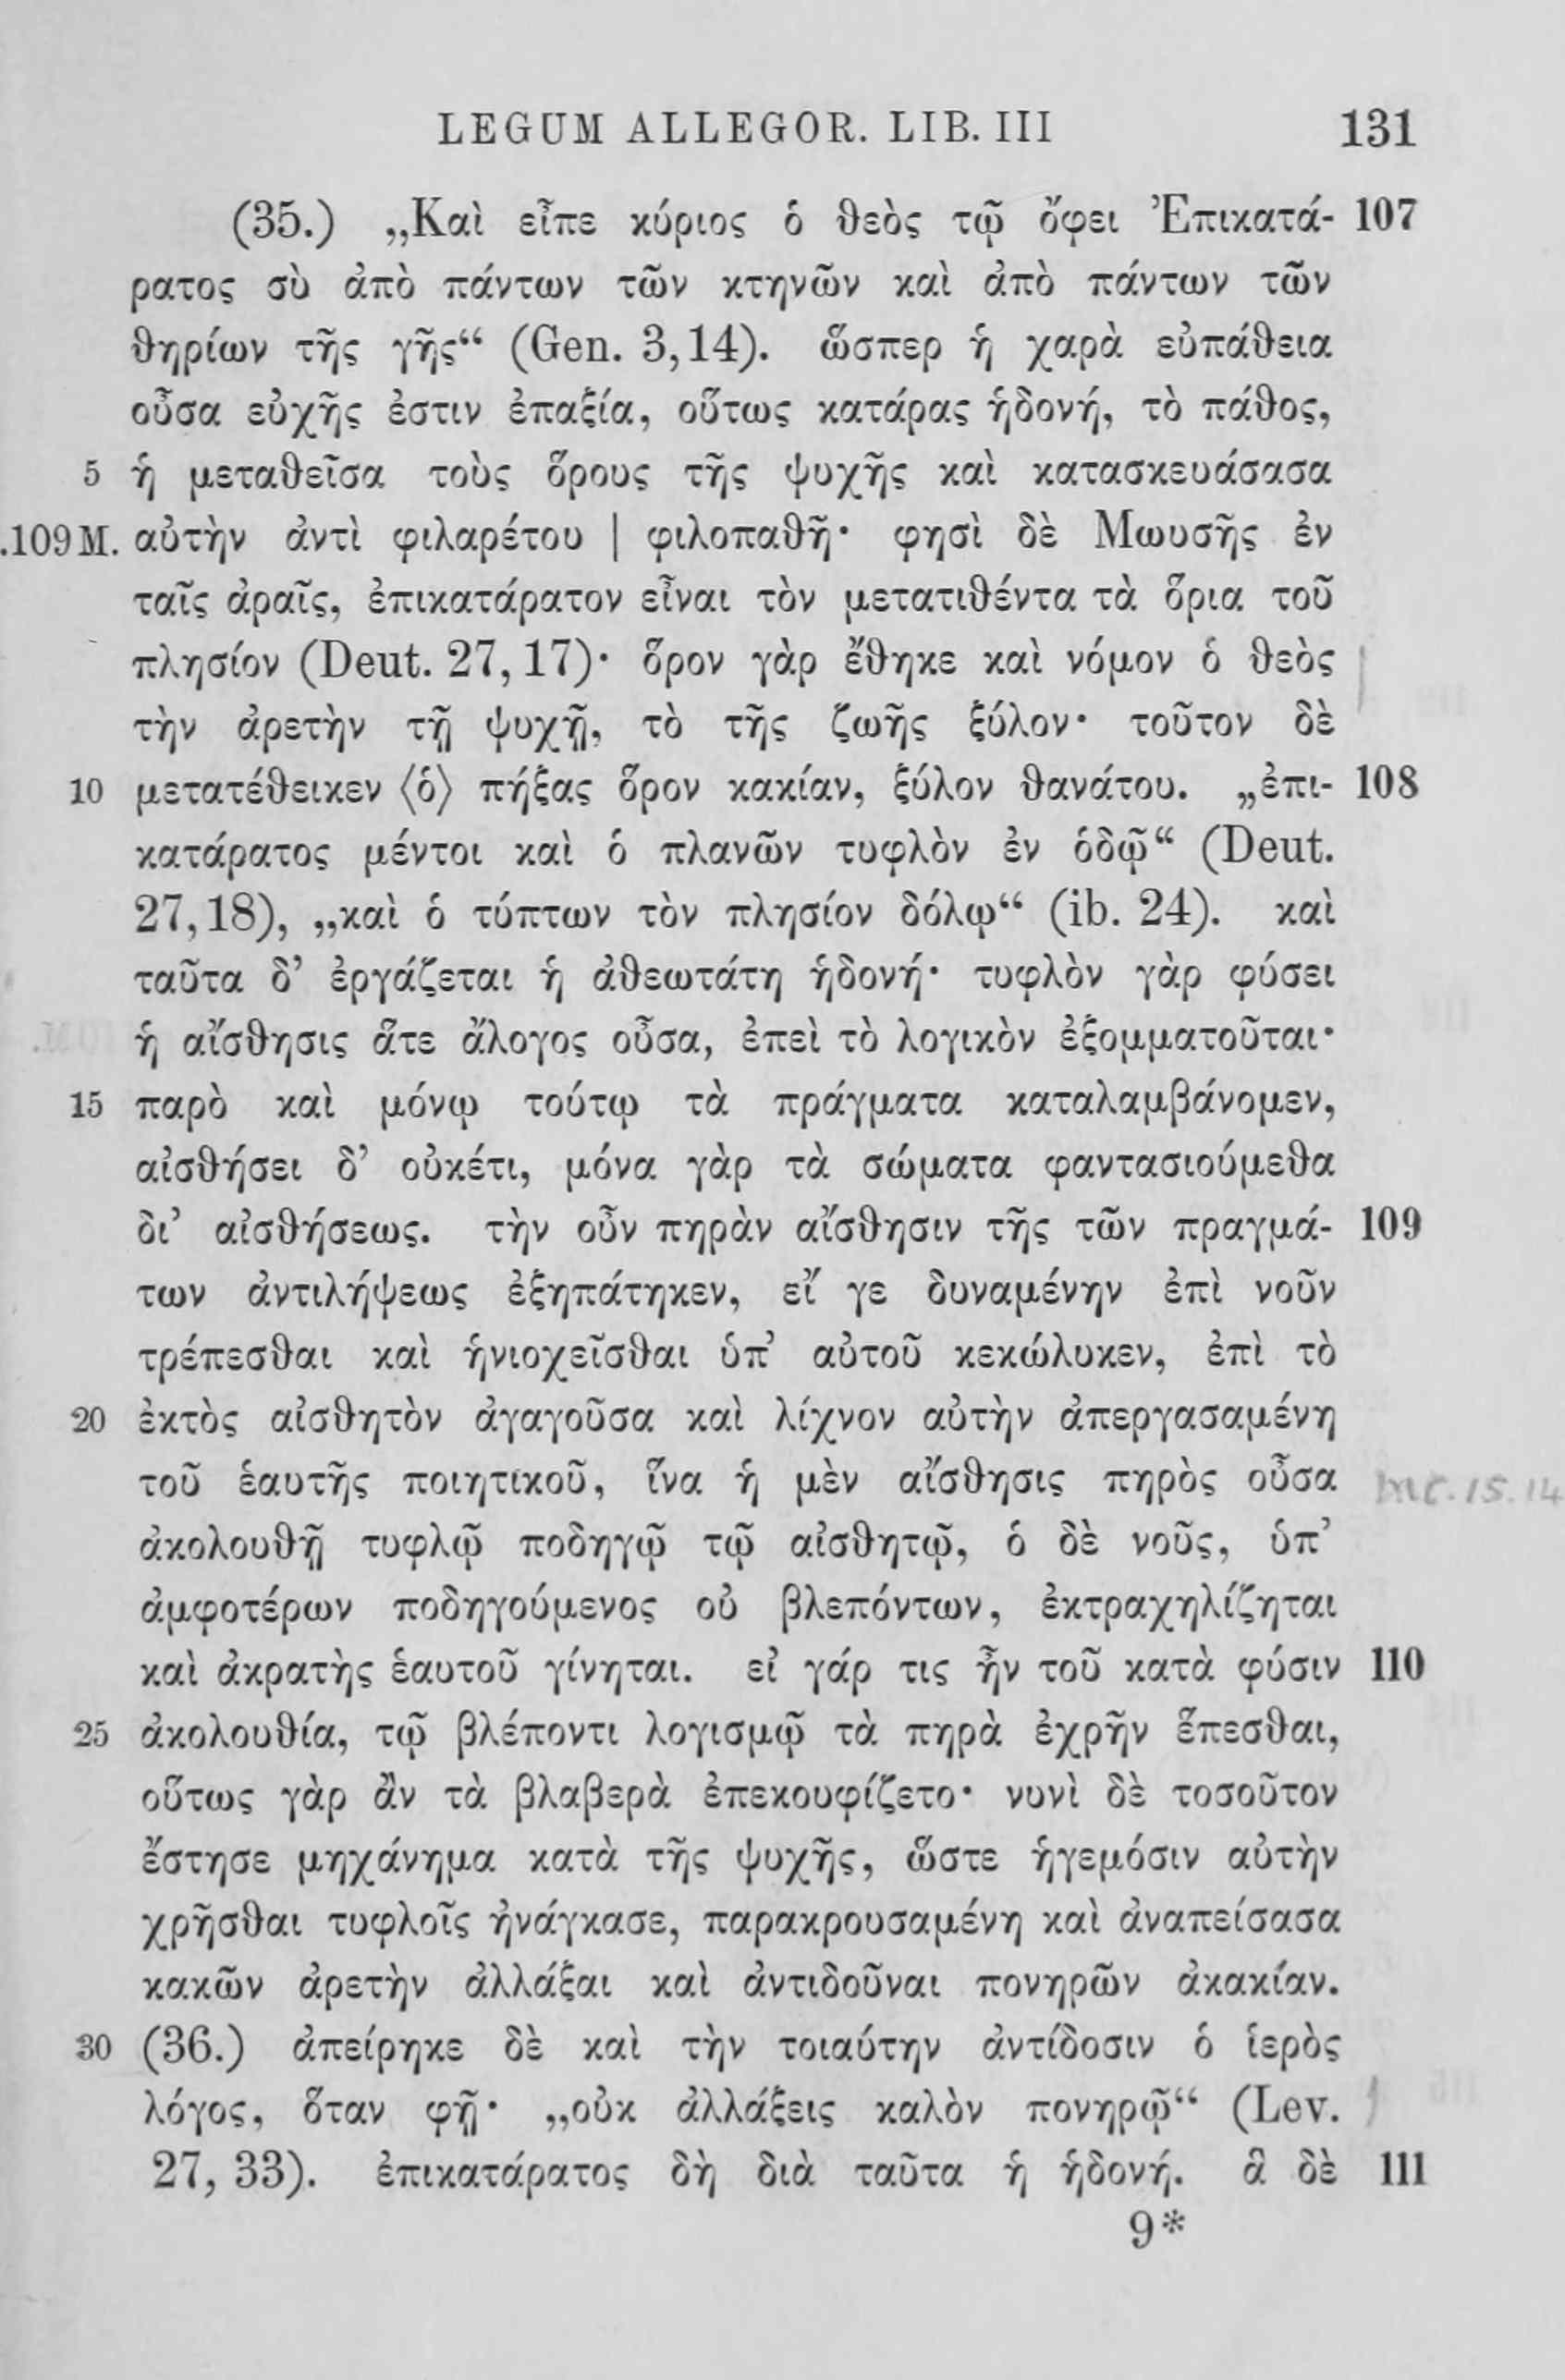 LEGUM ALLEGOR. LIB. III 131
(35.) „Καὶ εἶπε κύριος ὁ θεὸς τῷ ὄφει Ἐπικατά- 107
ρατος σὺ ἀπὸ πάντων τῶν κτηνῶν καὶ ἀπὸ πάντων τῶν
θηρίων τῆς γῆς“ (Gen. 3,14). ὥσπερ ἡ χαρὰ εὐπάθεια
οὖσα εὐχῆς ἐστιν ἐπαξία, οὕτως κατάρας ἡδονή, τὸ πάθος,
5 ἡ μεταθεῖσα τοὺς ὅρους τῆς ψυχῆς καὶ κατασκευάσασα
.109 M. αὐτὴν ἀντὶ φιλαρέτου | φιλοπαθῆ· φησὶ δὲ Μωυσῆς ἐν
ταῖς ἀραῖς, ἐπικατάρατον εἶναι τὸν μετατιθέντα τὰ ὅρια τοῦ
πλησίον (Deut. 27, 17)· ὅρον γὰρ ἔθηκε καὶ νόμον ὁ θεὸς
τὴν ἀρετὴν τῇ ψυχῇ, τὸ τῆς ζωῆς ξύλον· τοῦτον δὲ
10 μετατέθεικεν ⟨ὁ⟩ πήξας ὅρον κακίαν, ξύλον θανάτου. „ἐπι- 108
κατάρατος μέντοι καὶ ὁ πλανῶν τυφλὸν ἐν ὁδῷ“ (Deut.
27,18), „καὶ ὁ τύπτων τὸν πλησίον δόλῳ“ (ib. 24). καὶ
ταῦτα δ’ ἐργάζεται ἡ ἀθεωτάτη ἡδονή· τυφλὸν γὰρ φύσει
ἡ αἴσθησις ἅτε ἄλογος οὖσα, ἐπεὶ τὸ λογικὸν ἐξομματοῦται·
15 παρὸ καὶ μόνῳ τούτῳ τὰ πράγματα καταλαμβάνομεν,
αἰσθήσει δ’ οὐκέτι, μόνα γὰρ τὰ σώματα φαντασιούμεθα
δι’ αἰσθήσεως. τὴν οὖν πηρὰν αἴσθησιν τῆς τῶν πραγμά- 109
των ἀντιλήψεως ἐξηπάτηκεν, εἴ γε δυναμένην ἐπὶ νοῦν
τρέπεσθαι καὶ ἡνιοχεῖσθαι ὑπ’ αὐτοῦ κεκώλυκεν, ἐπὶ τὸ
20 ἐκτὸς αἰσθητὸν ἀγαγοῦσα καὶ λίχνον αὐτὴν ἀπεργασαμένη
τοῦ ἑαυτῆς ποιητικοῦ, ἵνα ἡ μὲν αἴσθησις πηρὸς οὖσα mt. 15. 14
ἀκολουθῇ τυφλῷ ποδηγῷ τῷ αἰσθητῷ, ὁ δὲ νοῦς, ὑπ’
ἀμφοτέρων ποδηγούμενος οὐ βλεπόντων, ἐκτραχηλίζηται
καὶ ἀκρατὴς ἑαυτοῦ γίνηται. εἰ γάρ τις ἦν τοῦ κατὰ φύσιν 110
25 ἀκολουθία, τῷ βλέποντι λογισμῷ τὰ πηρὰ ἐχρῆν ἕπεσθαι,
οὕτως γὰρ ἂν τὰ βλαβερὰ ἐπεκουφίζετο· νυνὶ δὲ τοσοῦτον
ἔστησε μηχάνημα κατὰ τῆς ψυχῆς, ὥστε ἡγεμόσιν αὐτὴν
χρῆσθαι τυφλοῖς ἠνάγκασε, παρακρουσαμένη καὶ ἀναπείσασα
κακῶν ἀρετὴν ἀλλάξαι καὶ ἀντιδοῦναι πονηρῶν ἀκακίαν.
30 (36.) ἀπείρηκε δὲ καὶ τὴν τοιαύτην ἀντίδοσιν ὁ ἱερὸς
λόγος, ὅταν φῇ· „οὐκ ἀλλάξεις καλὸν πονηρῷ“ (Lev.
27, 33). ἐπικατάρατος δὴ διὰ ταῦτα ἡ ἡδονή. ἃ δὲ 111
9*